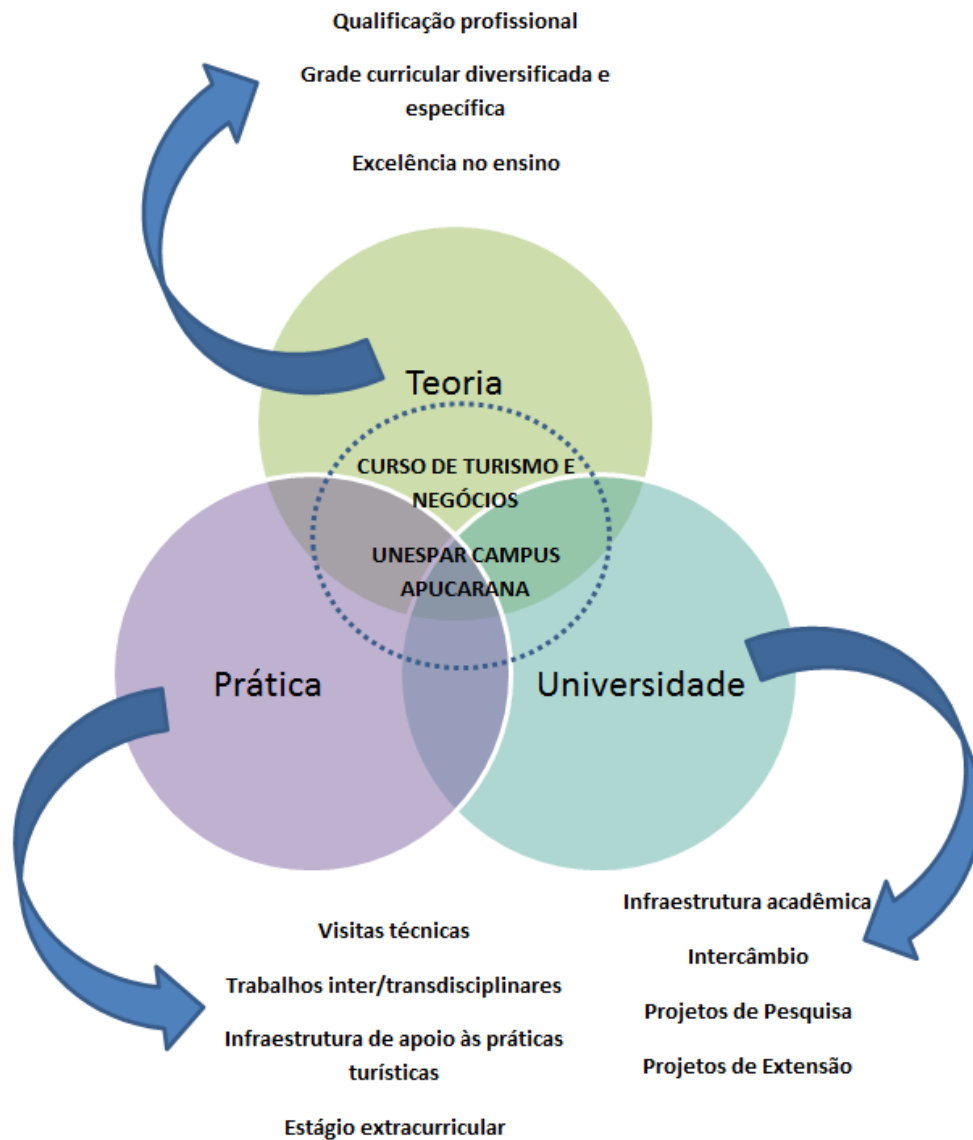 Qualificação profissional
Grade curricular diversificada e
específica
Excelência no ensino
Teoria
CURSO DE TURISMO E
NEGÓCIOS
UNESPAR CAMPUS
APUCARANA
Prática
Universidade
Visitas técnicas
Trabalhos inter/transdisciplinares
Infraestrutura de apoio às práticas
turísticas
Estágio extracurricular
Infraestrutura acadêmica
Intercâmbio
Projetos de Pesquisa
Projetos de Extensão